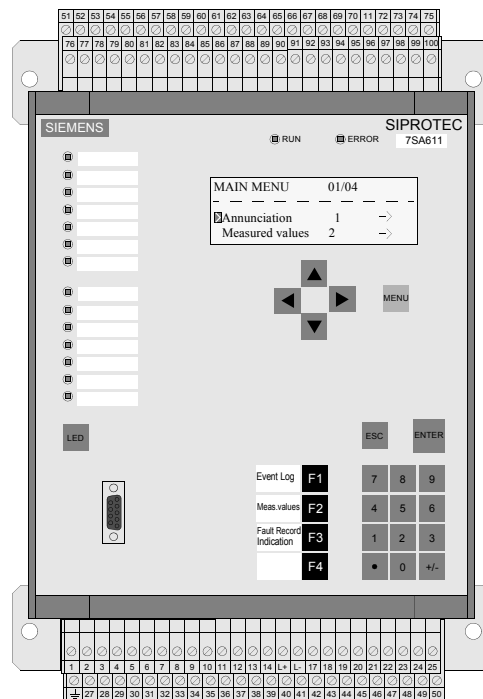 51 52 53 54 55 56 57 58 59 60 61 62 63 64 65 66 67 68 69 70 11 72 73 74 75
76 77 78 79 80 81 82 83 84 85 86 87 88 89 90 91 92 93 94 95 96 97 98 99 100
SIEMENS
SIPROTEC
RUN ERROR 7SA611
MAIN MENU 01/04
Annunciation 1
Measured values 2
MENU
LED
ESC ENTER
Event Log F1 7 8 9
Meas.values F2 4 5 6
Fault Record
Indication F3 1 2 3
F4 • 0 +/-
1 2 3 4 5 6 7 8 9 10 11 12 13 14 L+ L- 17 18 19 20 21 22 23 24 25
27 28 29 30 31 32 33 34 35 36 37 38 39 40 41 42 43 44 45 46 47 48 49 50